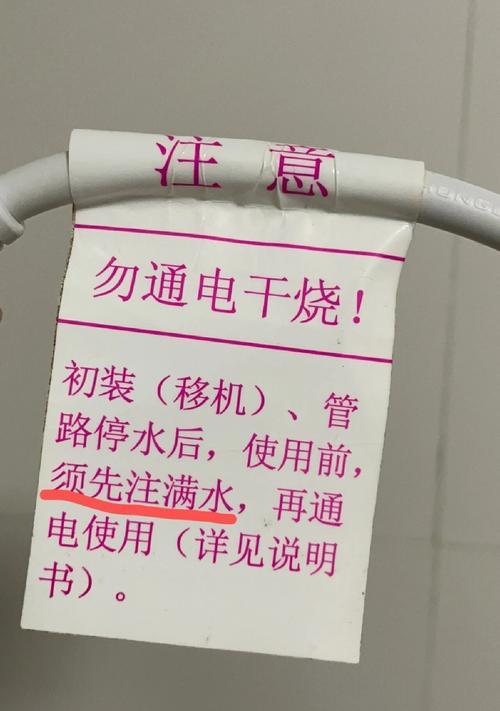 注意
勿通电干烧！
初装（移机）、管
路停水后，使用前，
须先注满水，再通
电使用（详见说明
书）。